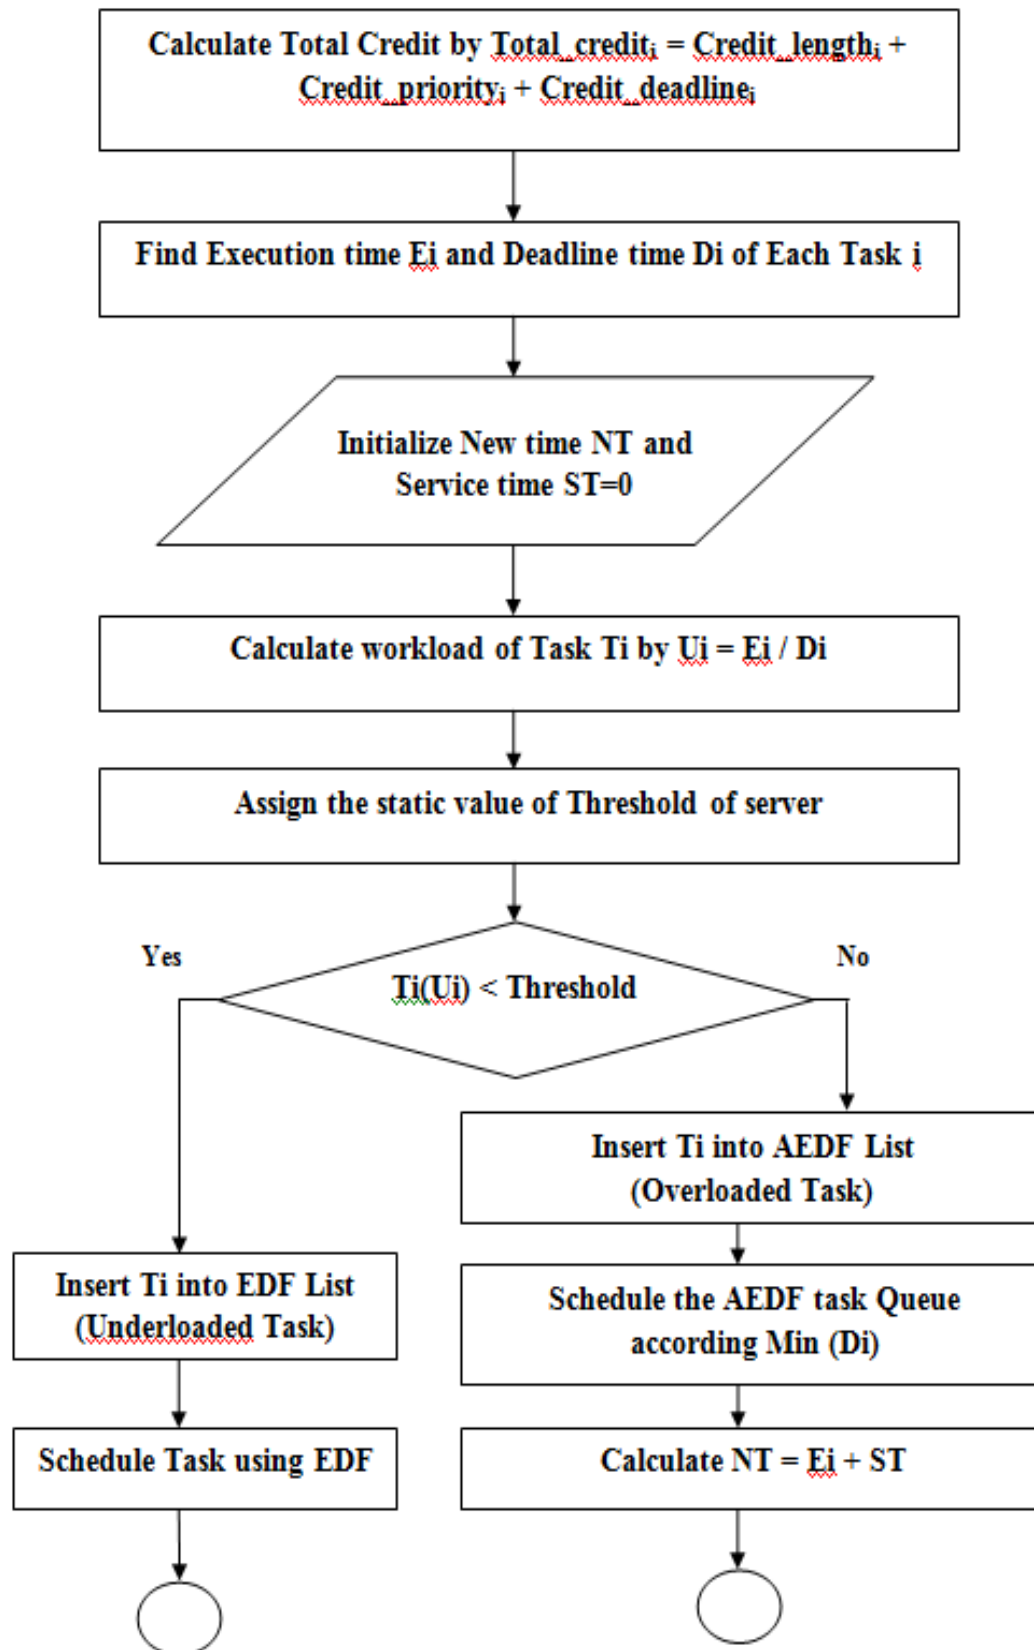 Calculate Total Credit by Total_creditᵢ = Credit_lengthᵢ +
Credit_priorityᵢ + Credit_deadlineᵢ
Find Execution time Ei and Deadline time Di of Each Task i
Initialize New time NT and
Service time ST=0
Calculate workload of Task Ti by Ui = Ei / Di
Assign the static value of Threshold of server
Yes
No
Ti(Ui) < Threshold
Insert Ti into AEDF List
(Overloaded Task)
Insert Ti into EDF List
(Underloaded Task)
Schedule the AEDF task Queue
according Min (Di)
Schedule Task using EDF
Calculate NT = Ei + ST